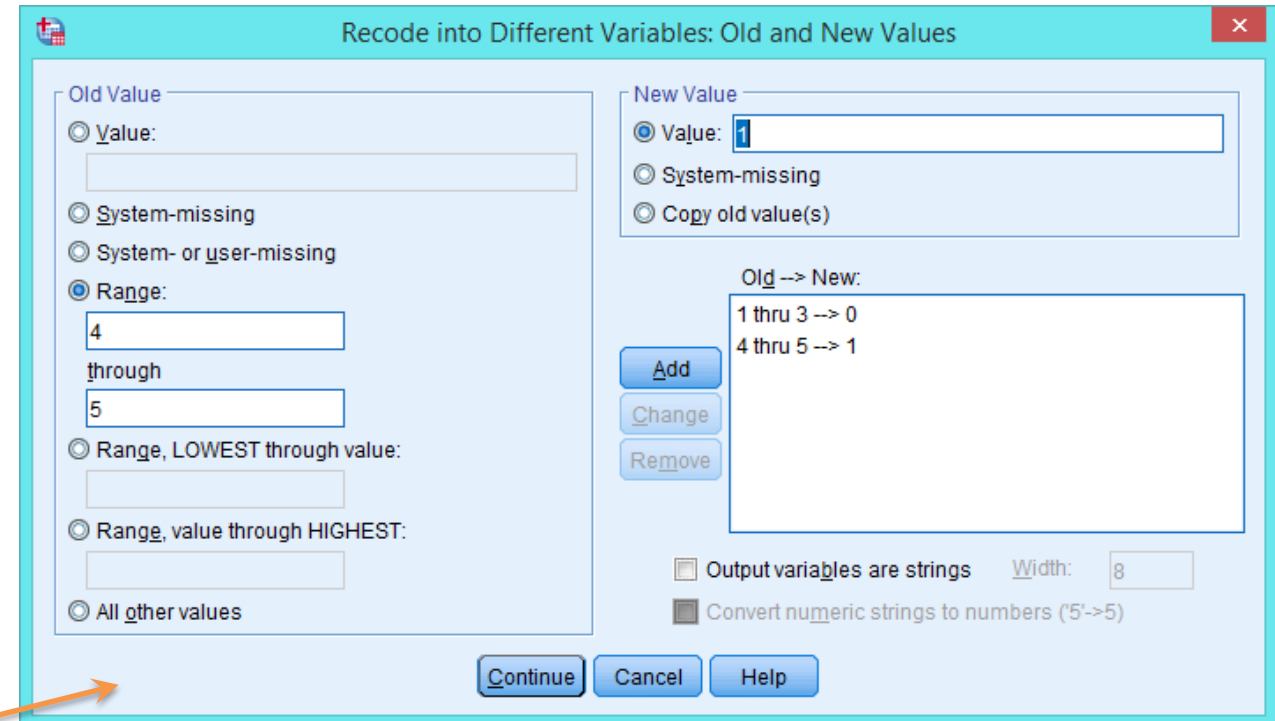 Recode into Different Variables: Old and New Values
Old Value
Value:
System-missing
System- or user-missing
Range:
4
through
5
Range, LOWEST through value:
Range, value through HIGHEST:
All other values
New Value
Value: 1
System-missing
Copy old value(s)
Old --> New:
1 thru 3 --> 0
4 thru 5 --> 1
Add
Change
Remove
Output variables are strings Width: 8
Convert numeric strings to numbers ('5'->5)
Continue Cancel Help